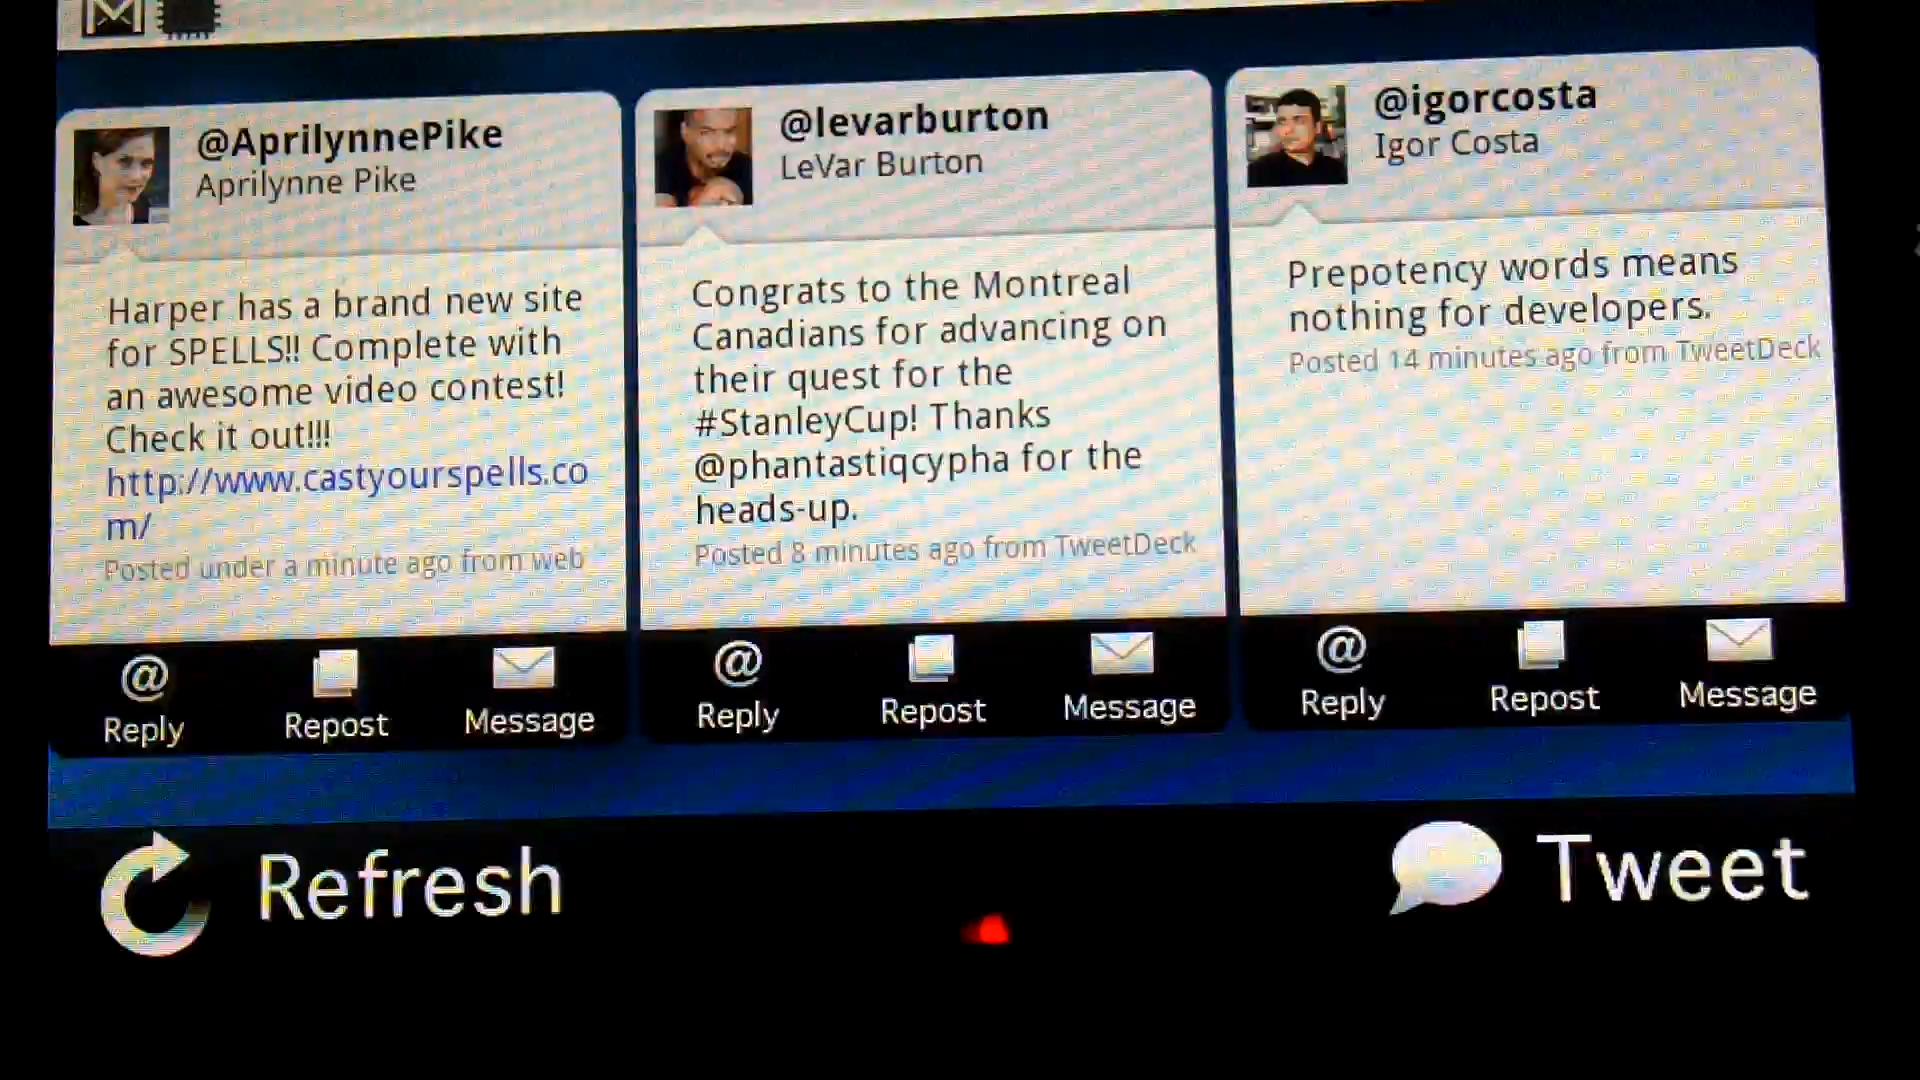 @AprilynnePike
Aprilynne Pike
Harper has a brand new site
for SPELLS!! Complete with
an awesome video contest!
Check it out!!!
http://www.castyourspells.co
m/
Posted under a minute ago from web
Reply
Repost
Message
@levarburton
LeVar Burton
Congrats to the Montreal
Canadians for advancing on
their quest for the
#StanleyCup! Thanks
@phantastiqcypha for the
heads-up.
Posted 8 minutes ago from TweetDeck
Reply
Repost
Message
@igorcosta
Igor Costa
Prepotency words means
nothing for developers.
Posted 14 minutes ago from TweetDeck
Reply
Repost
Message
Refresh
Tweet